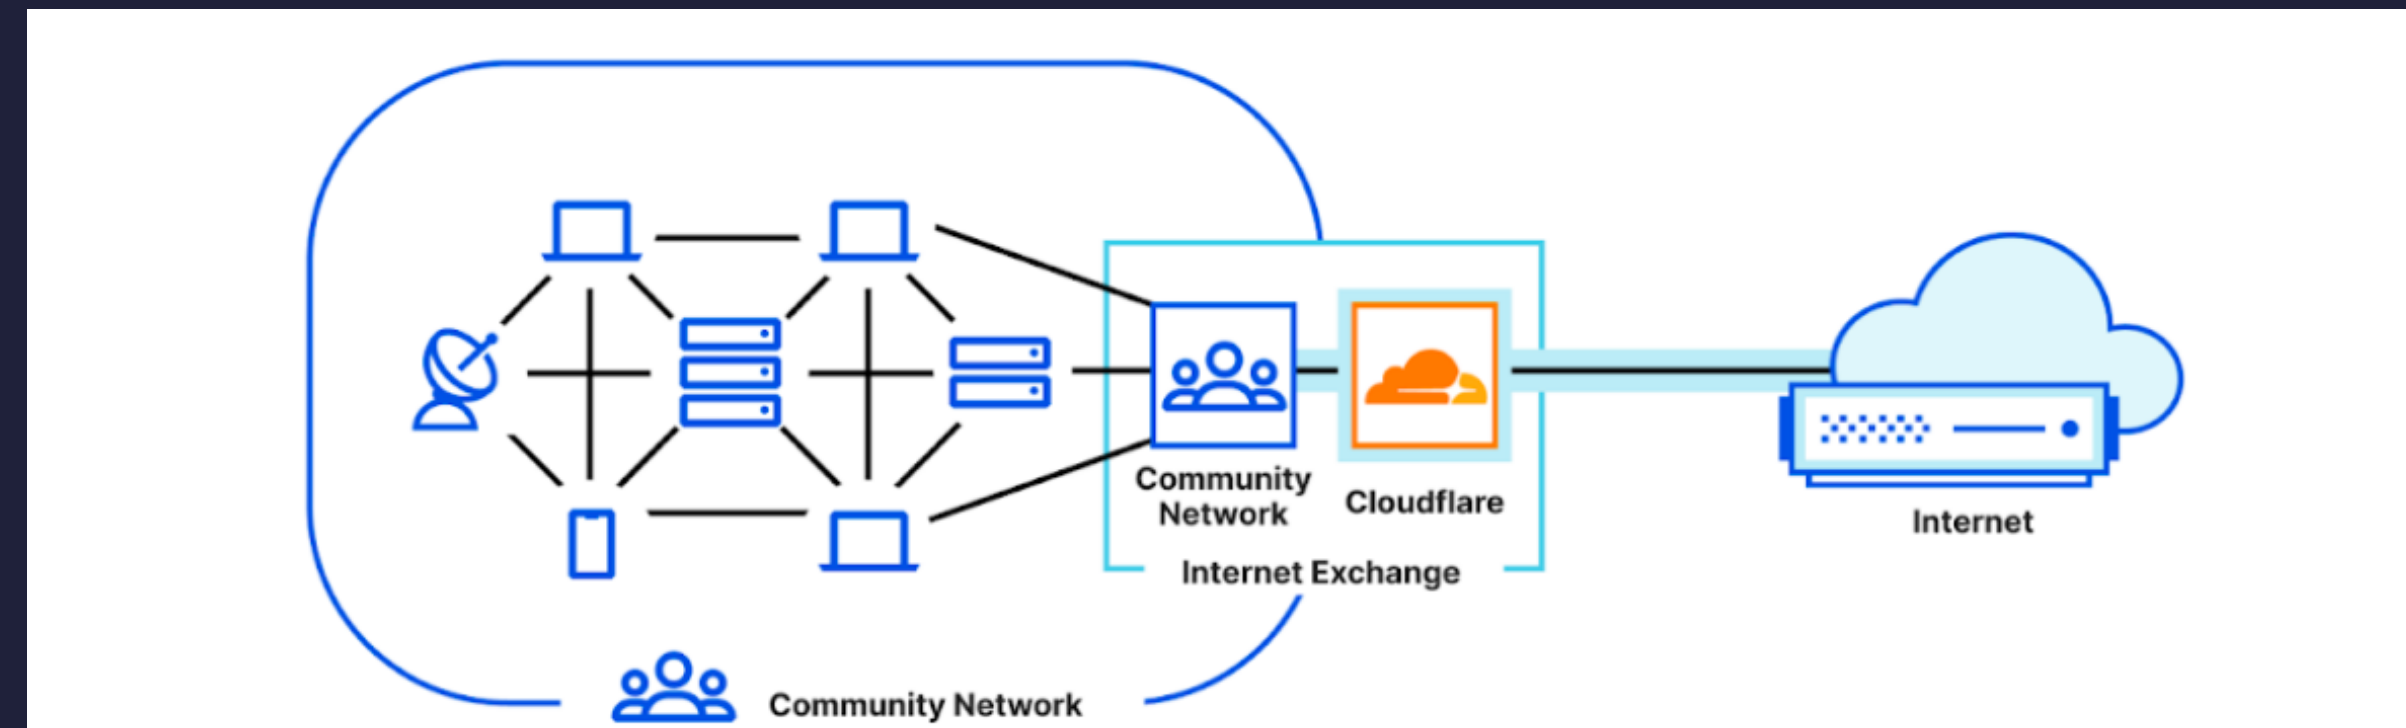 Community
Network
Cloudflare
Internet Exchange
Internet
Community Network